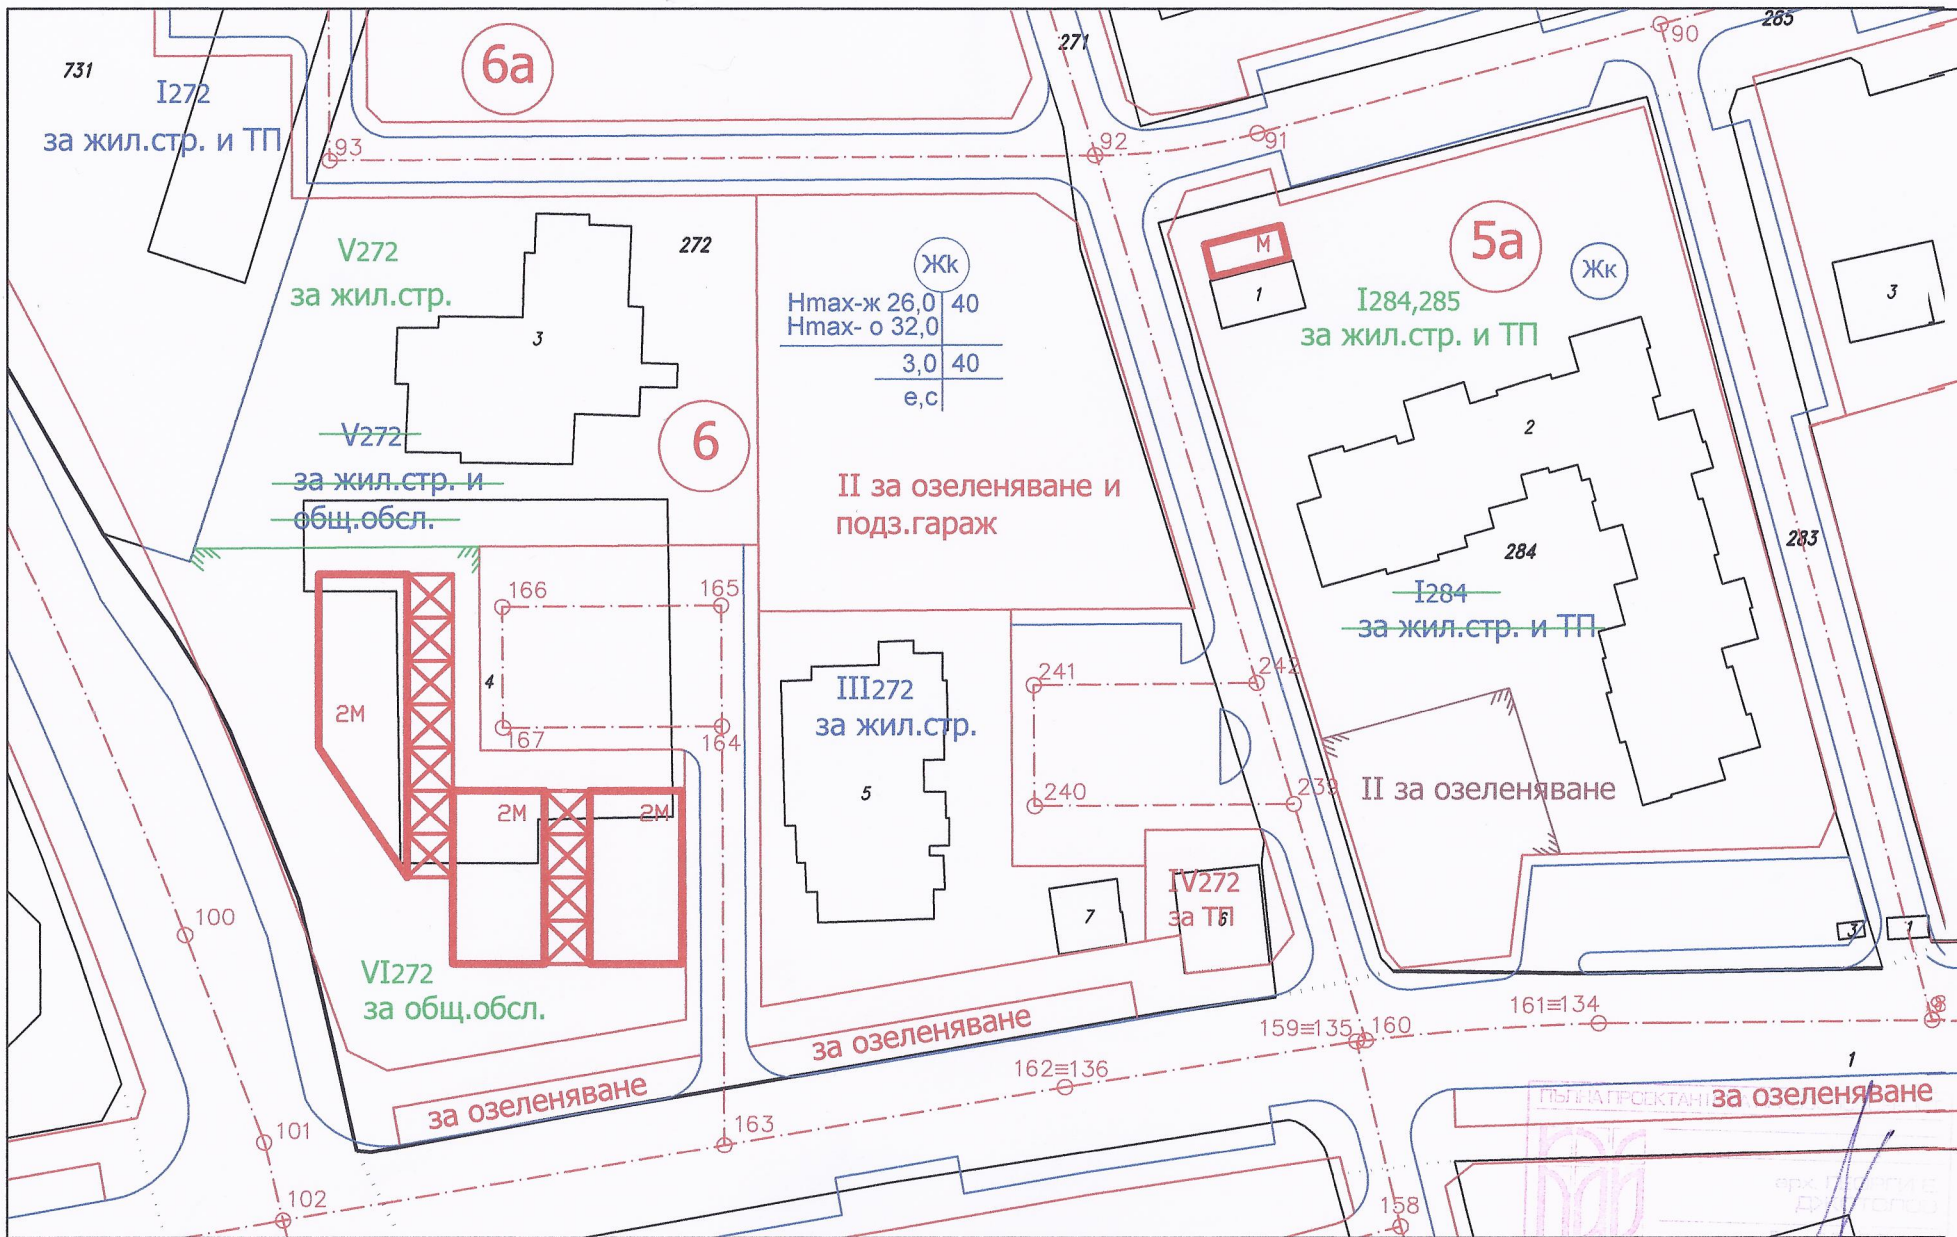 731
I272
за жил.стр. и ТП
6а
271
285
90
93
92
91
V272
за жил.стр.
272
3
Жk
Hmax-ж 26,0 40
Hmax- о 32,0
3,0 40
е,с
М
1
5а
Жк
I284,285
за жил.стр. и ТП
3
V272
за жил.стр. и
общ.обсл.
6
II за озеленяване и
подз.гараж
2
284
283
I284
за жил.стр. и ТП
166
165
4
167
164
2М
2М
2М
III272
за жил.стр.
5
241
242
240
239
II за озеленяване
IV272
за ТП
7
6
3
1
100
VI272
за общ.обсл.
за озеленяване
за озеленяване
161≡134
159≡135
160
162≡136
163
1
за озеленяване
101
102
158
ПЪЛНА ПРОЕКТАНТ